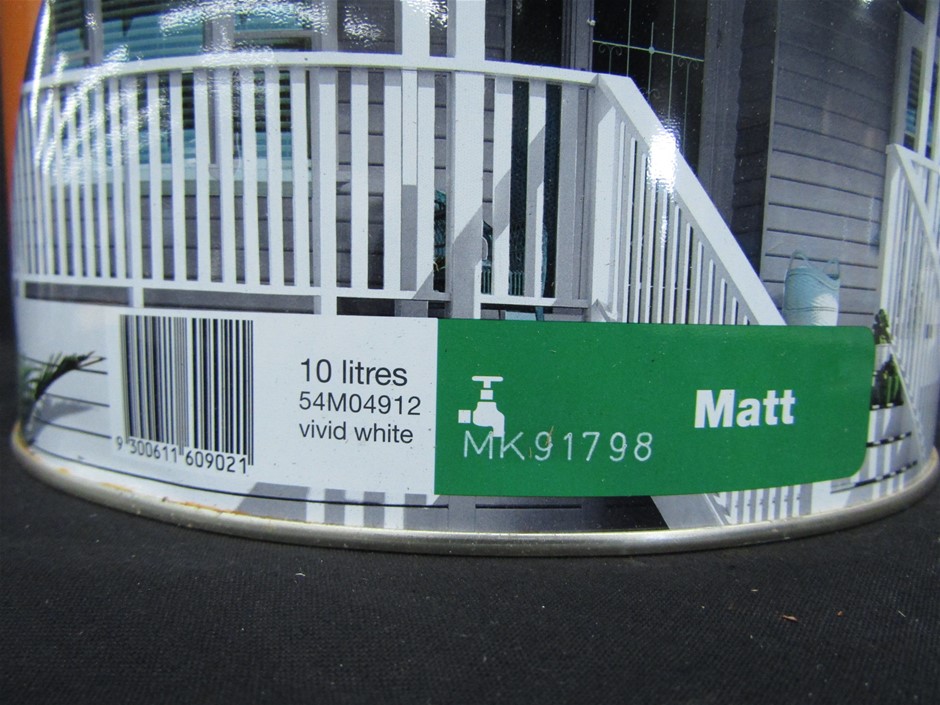 10 litres
54M04912
vivid white
9 300611 609021
MK91798
Matt